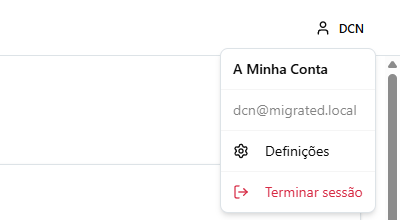 DCN
A Minha Conta
dcn@migrated.local
Definições
Terminar sessão